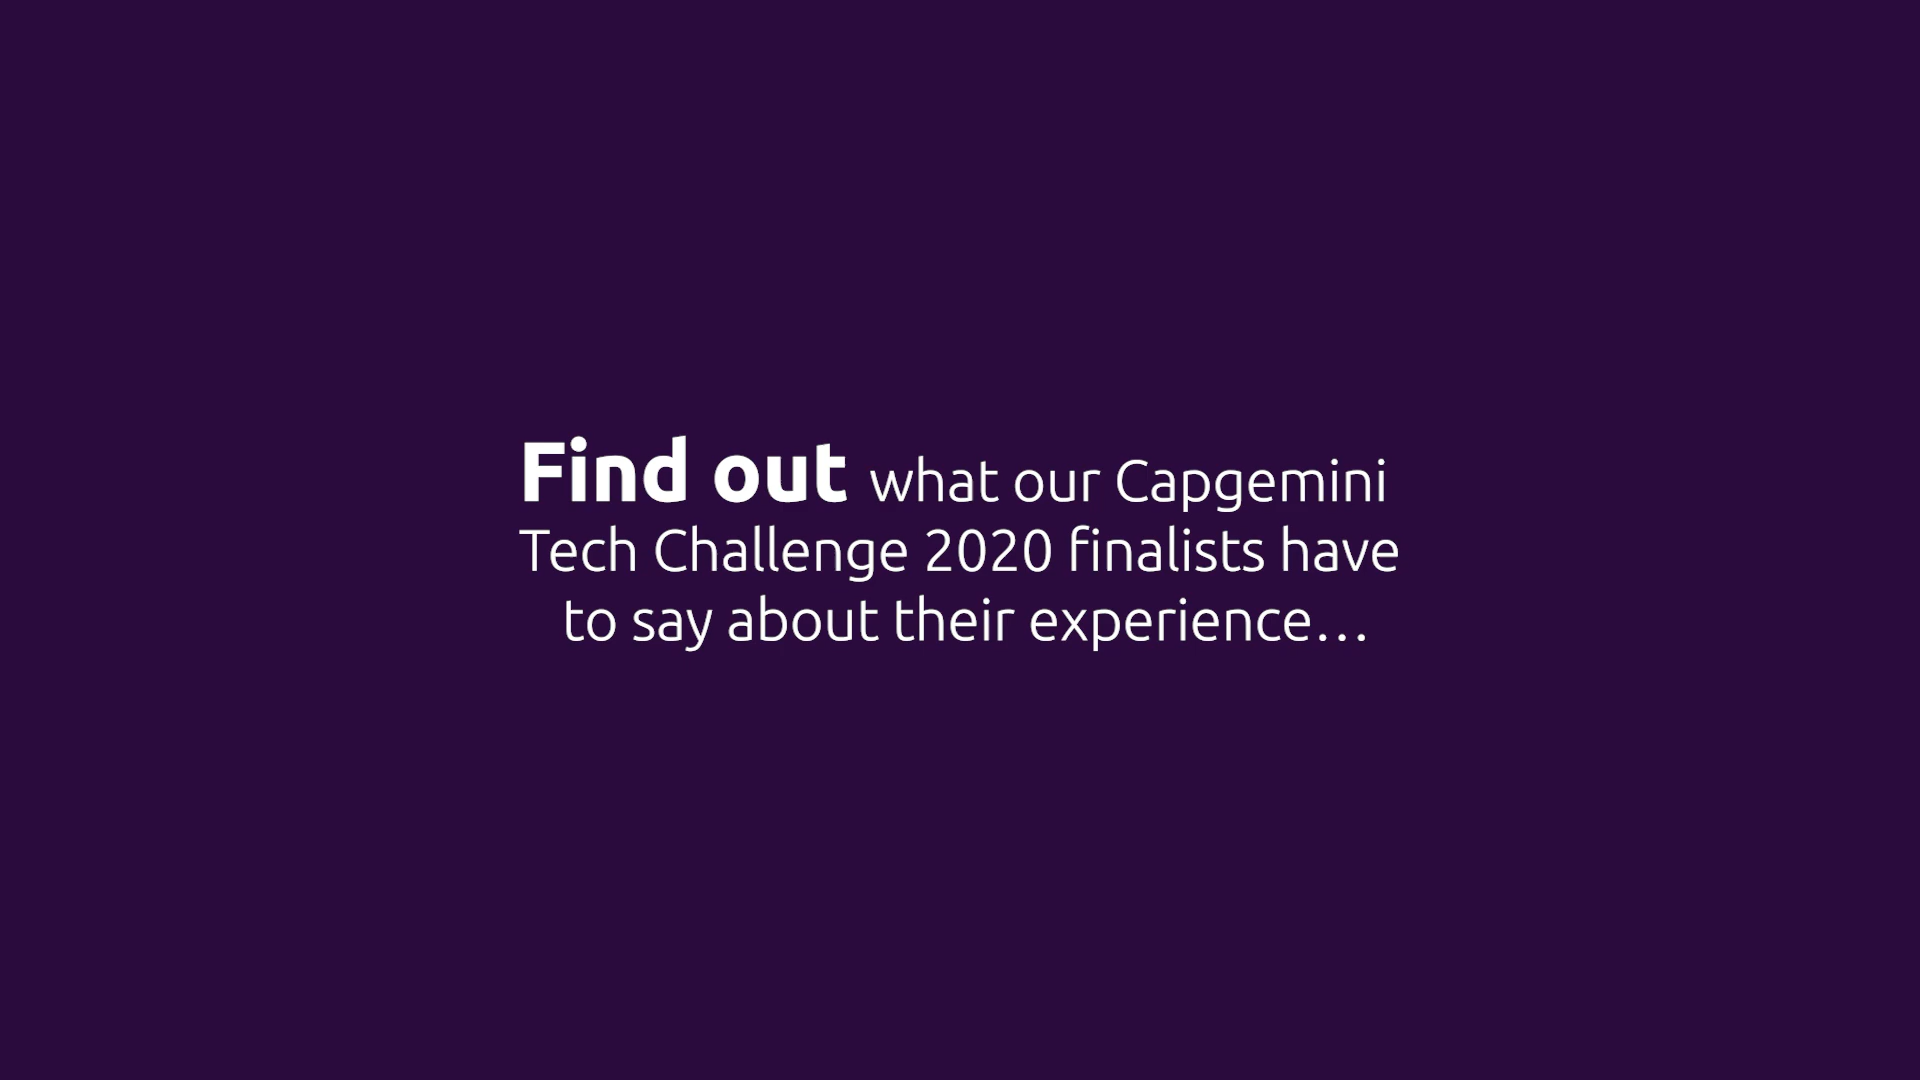 Find out what our Capgemini
Tech Challenge 2020 finalists have
to say about their experience...